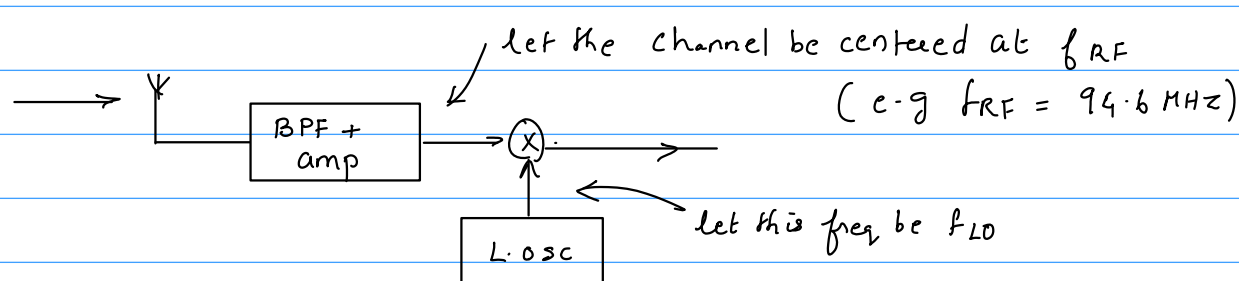 let the channel be centered at fRF
(e.g fRF = 94.6 MHz)
BPF +
amp
X
let this freq be fLO
L. osc